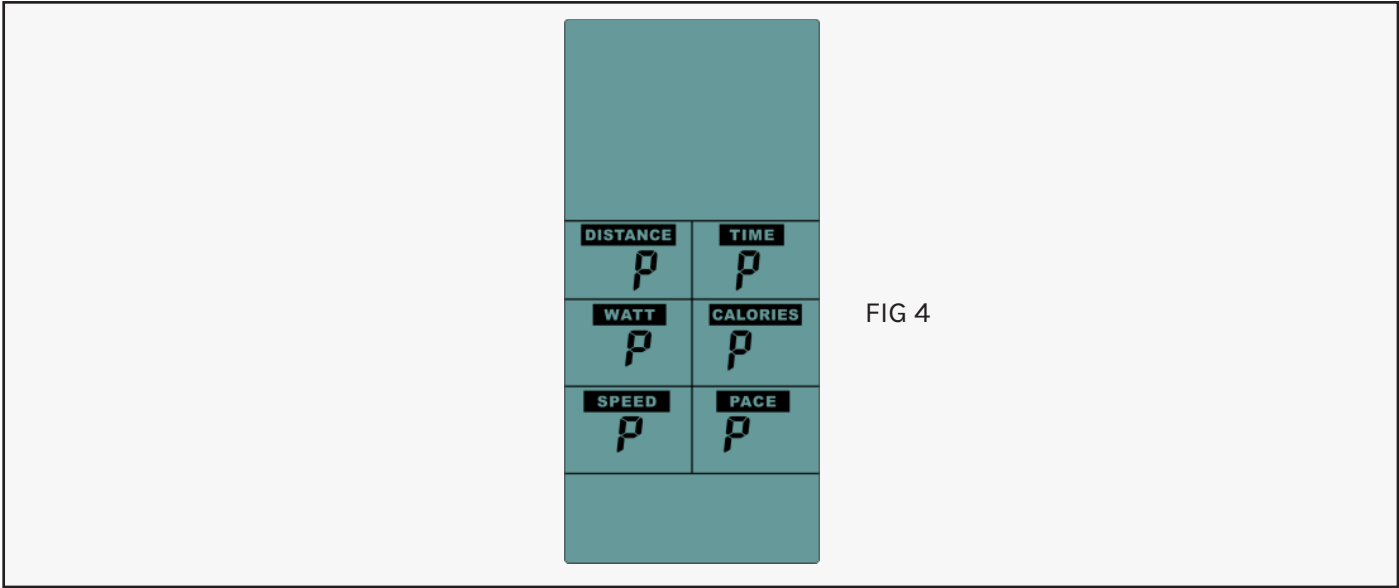 DISTANCE TIME
P P
FIG 4
WATT CALORIES
P P
SPEED PACE
P P